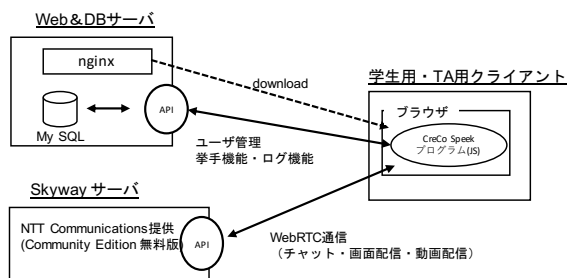 Web&DBサーバ
nginx
My SQL
API
download
ユーザ管理
挙手機能・ログ機能
学生用・TA用クライアント
ブラウザ
CreCo Speek
プログラム(JS)
Skyway サーバ
NTT Communications提供
(Community Edition 無料版)
API
WebRTC通信
（チャット・画面配信・動画配信）